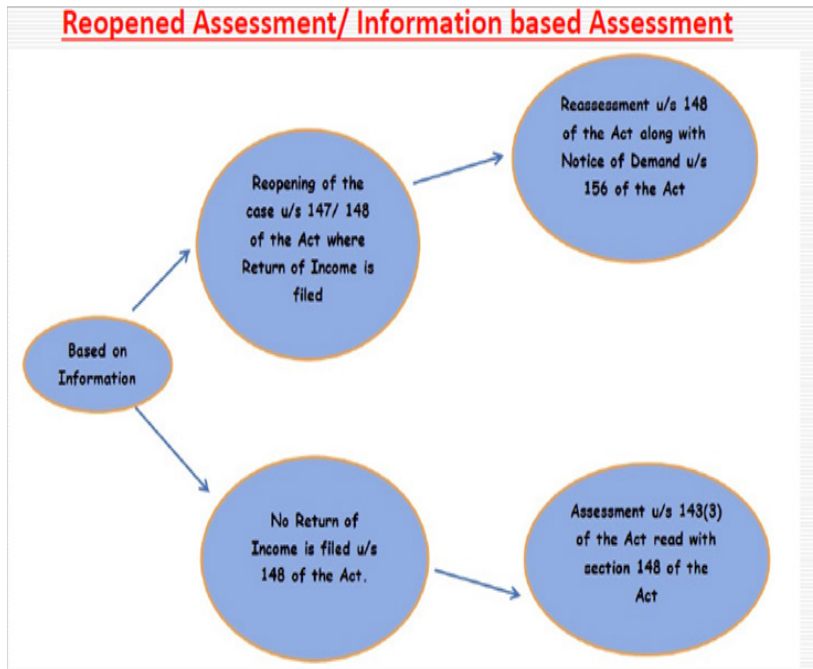 Reopened Assessment/ Information based Assessment
Reassessment u/s 148
of the Act along with
Notice of Demand u/s
156 of the Act
Reopening of the
case u/s 147/ 148
of the Act where
Return of Income is
filed
Based on
Information
No Return of
Income is filed u/s
148 of the Act.
Assessment u/s 143(3)
of the Act read with
section 148 of the
Act